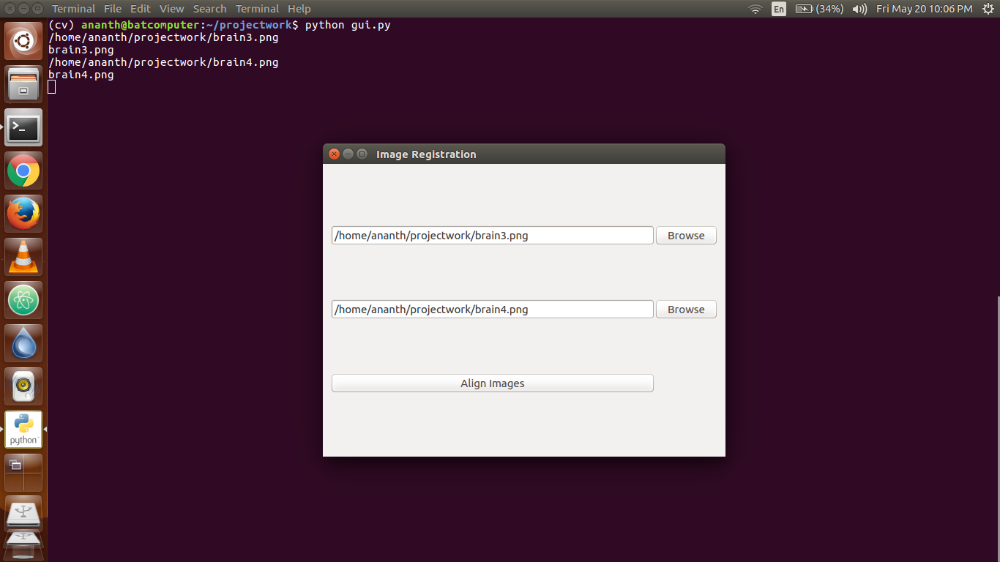 Terminal File Edit View Search Terminal Help En (34%) Fri May 20 10:06 PM
(cv) ananth@batcomputer:~/projectwork$ python gui.py
/home/ananth/projectwork/brain3.png
brain3.png
/home/ananth/projectwork/brain4.png
brain4.png
Image Registration
/home/ananth/projectwork/brain3.png Browse
/home/ananth/projectwork/brain4.png Browse
Align Images
python